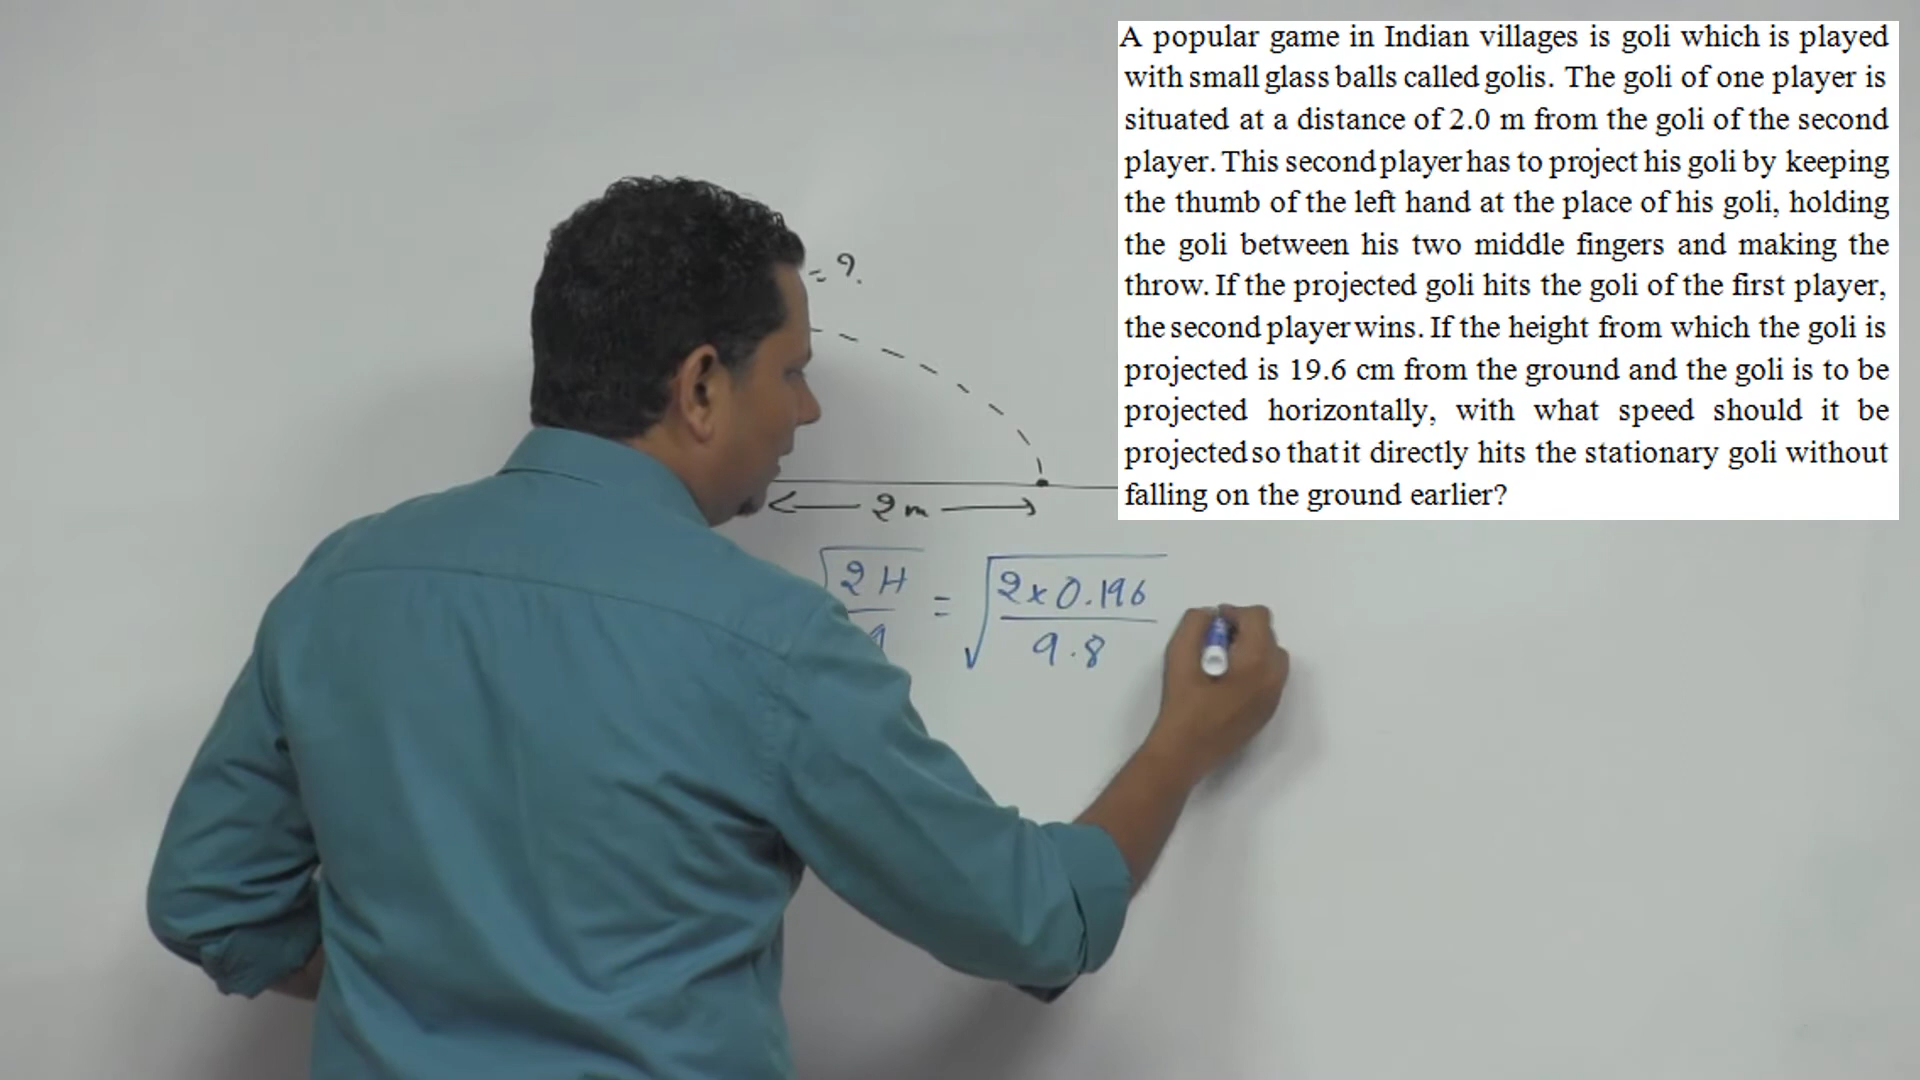 A popular game in Indian villages is goli which is played
with small glass balls called golis. The goli of one player is
situated at a distance of 2.0 m from the goli of the second
player. This second player has to project his goli by keeping
the thumb of the left hand at the place of his goli, holding
the goli between his two middle fingers and making the
throw. If the projected goli hits the goli of the first player,
the second player wins. If the height from which the goli is
projected is 19.6 cm from the ground and the goli is to be
projected horizontally, with what speed should it be
projected so that it directly hits the stationary goli without
falling on the ground earlier?
= ?.
2 m
√2H/g = √2 × 0.196/9.8